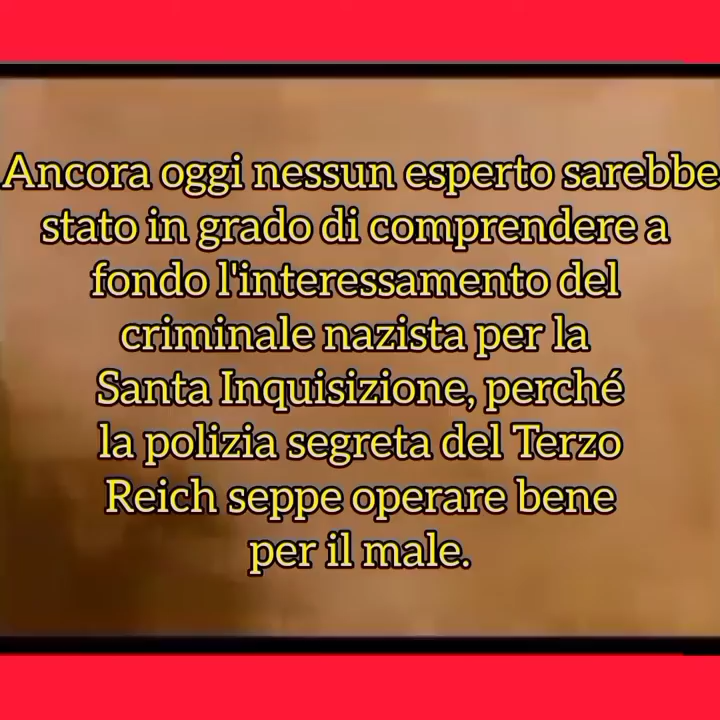 Ancora oggi nessun esperto sarebbe
stato in grado di comprendere a
fondo l'interessamento del
criminale nazista per la
Santa Inquisizione, perché
la polizia segreta del Terzo
Reich seppe operare bene
per il male.